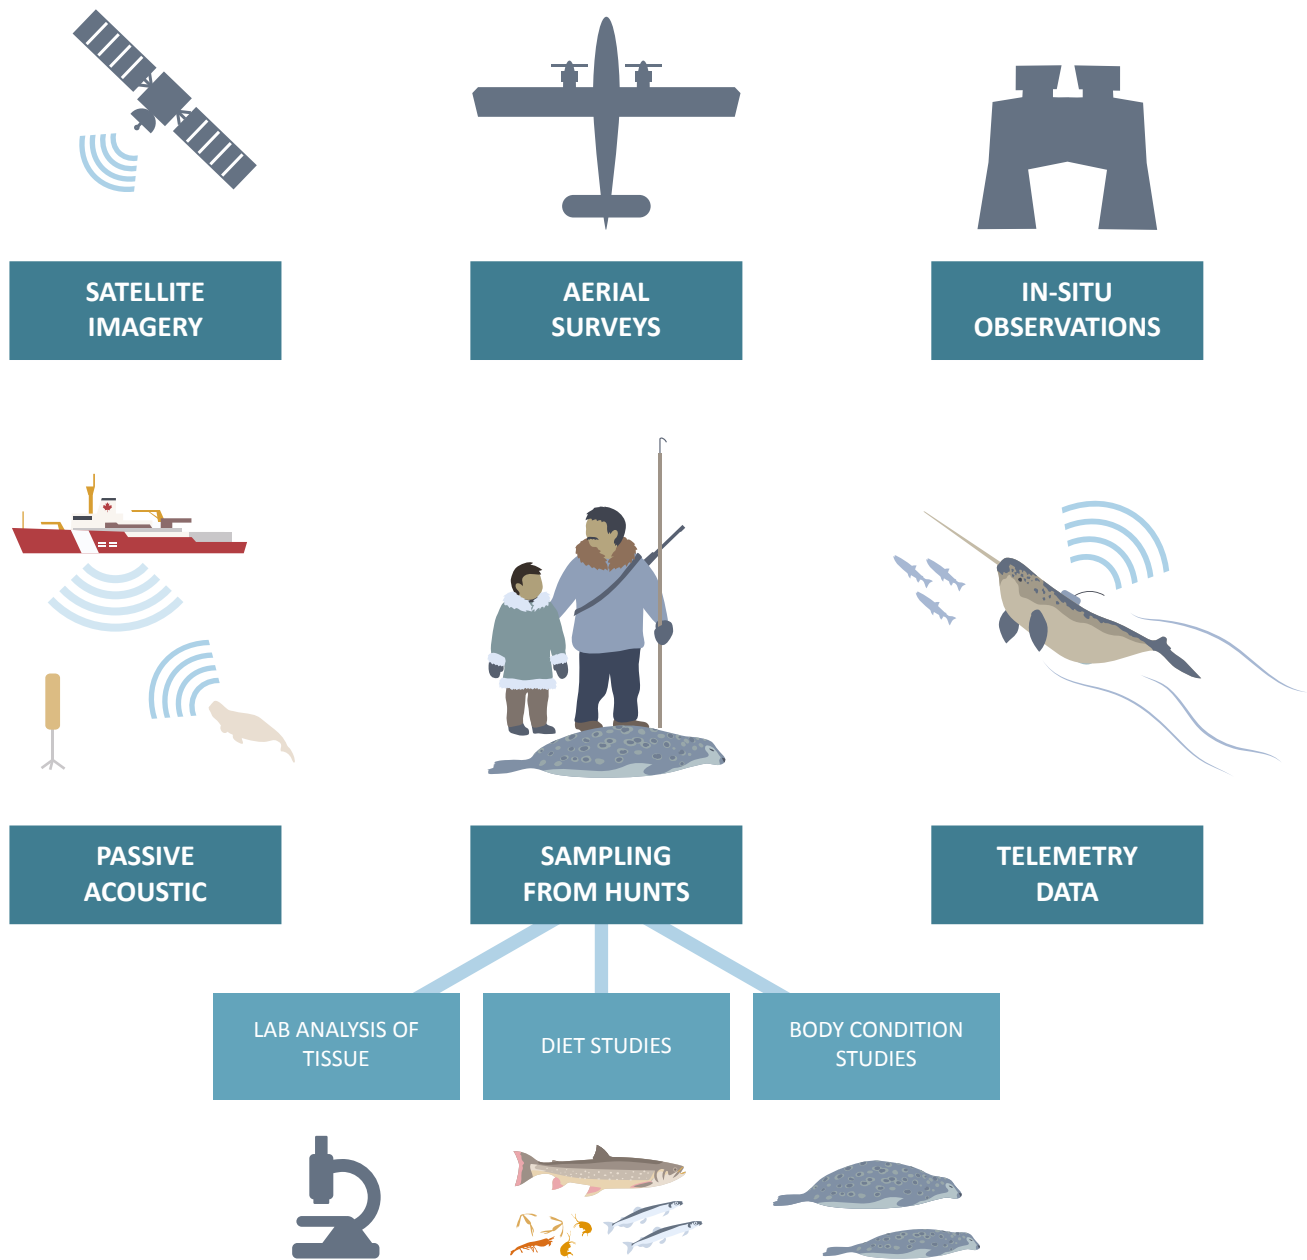 SATELLITE
IMAGERY
AERIAL
SURVEYS
IN-SITU
OBSERVATIONS
PASSIVE
ACOUSTIC
SAMPLING
FROM HUNTS
TELEMETRY
DATA
LAB ANALYSIS OF
TISSUE
DIET STUDIES
BODY CONDITION
STUDIES